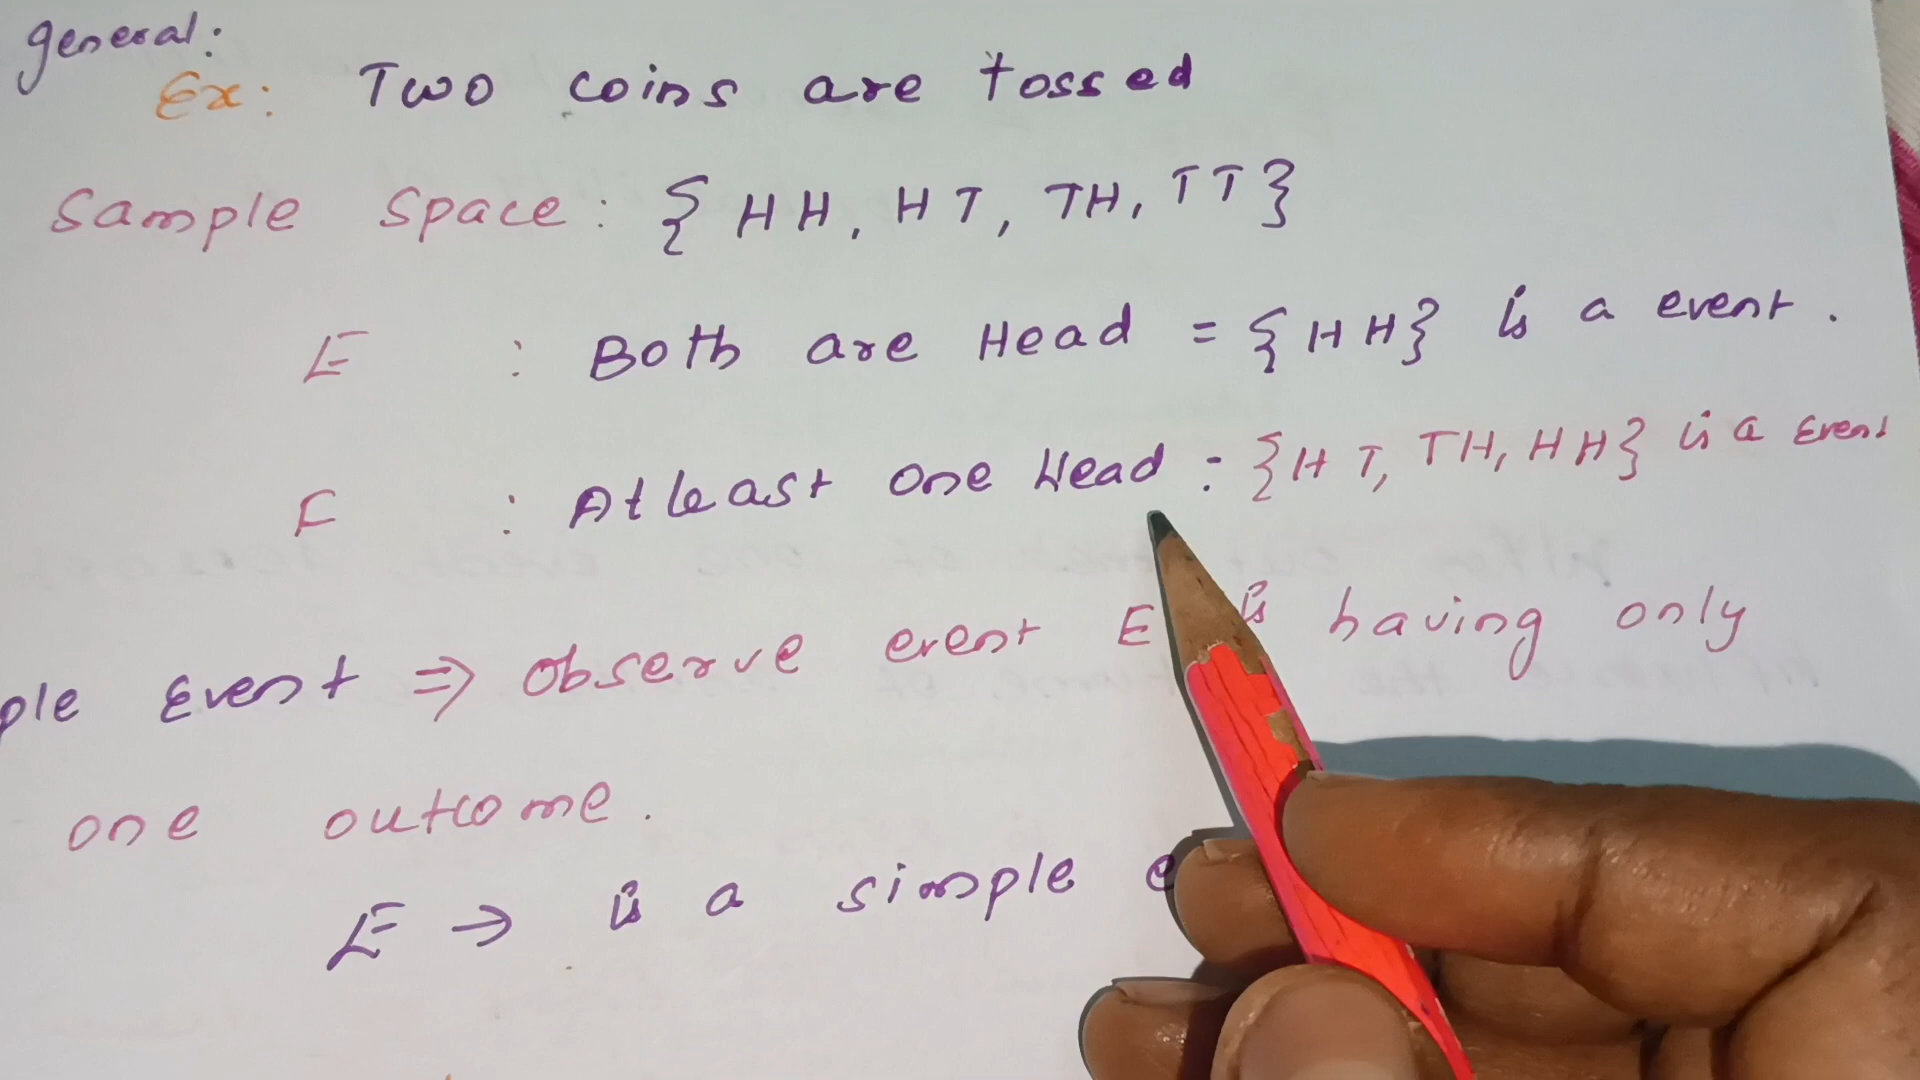 general:
Ex: Two coins are tossed
Sample Space: { HH, HT, TH, TT}
E : Both are Head = {HH} is a event.
F : Atleast one Head : {HT, TH, HH} is a Event
ple Event ⇒ Observe event E is having only
one outcome.
E → is a simple e